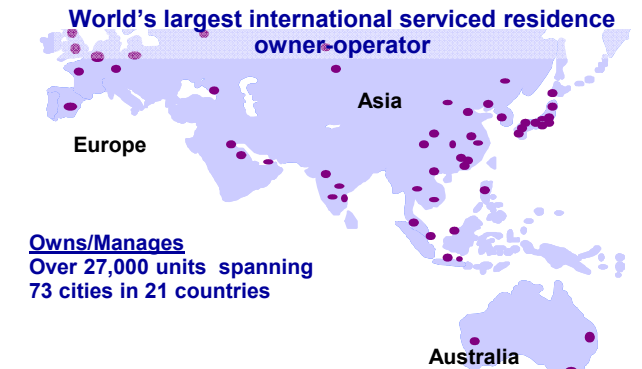 World’s largest international serviced residence
owner-operator
Asia
Europe
Owns/Manages
Over 27,000 units spanning
73 cities in 21 countries
Australia